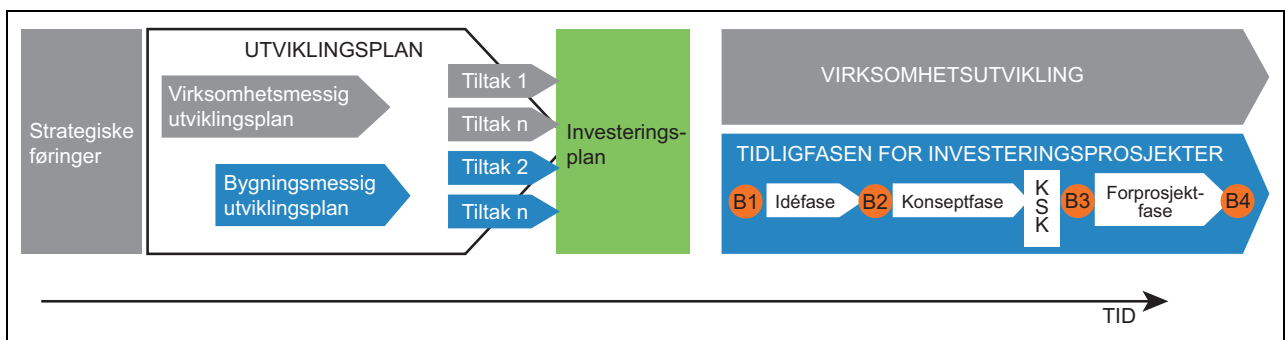 Strategiske
føringer
UTVIKLINGSPLAN
Virksomhetsmessig
utviklingsplan
Bygningsmessig
utviklingsplan
Tiltak 1
Tiltak n
Tiltak 2
Tiltak n
Investerings-
plan
VIRKSOMHETSUTVIKLING
TIDLIGFASEN FOR INVESTERINGSPROSJEKTER
B1
Idéfase
B2
Konseptfase
K
S
K
B3
Forprosjekt-
fase
B4
TID